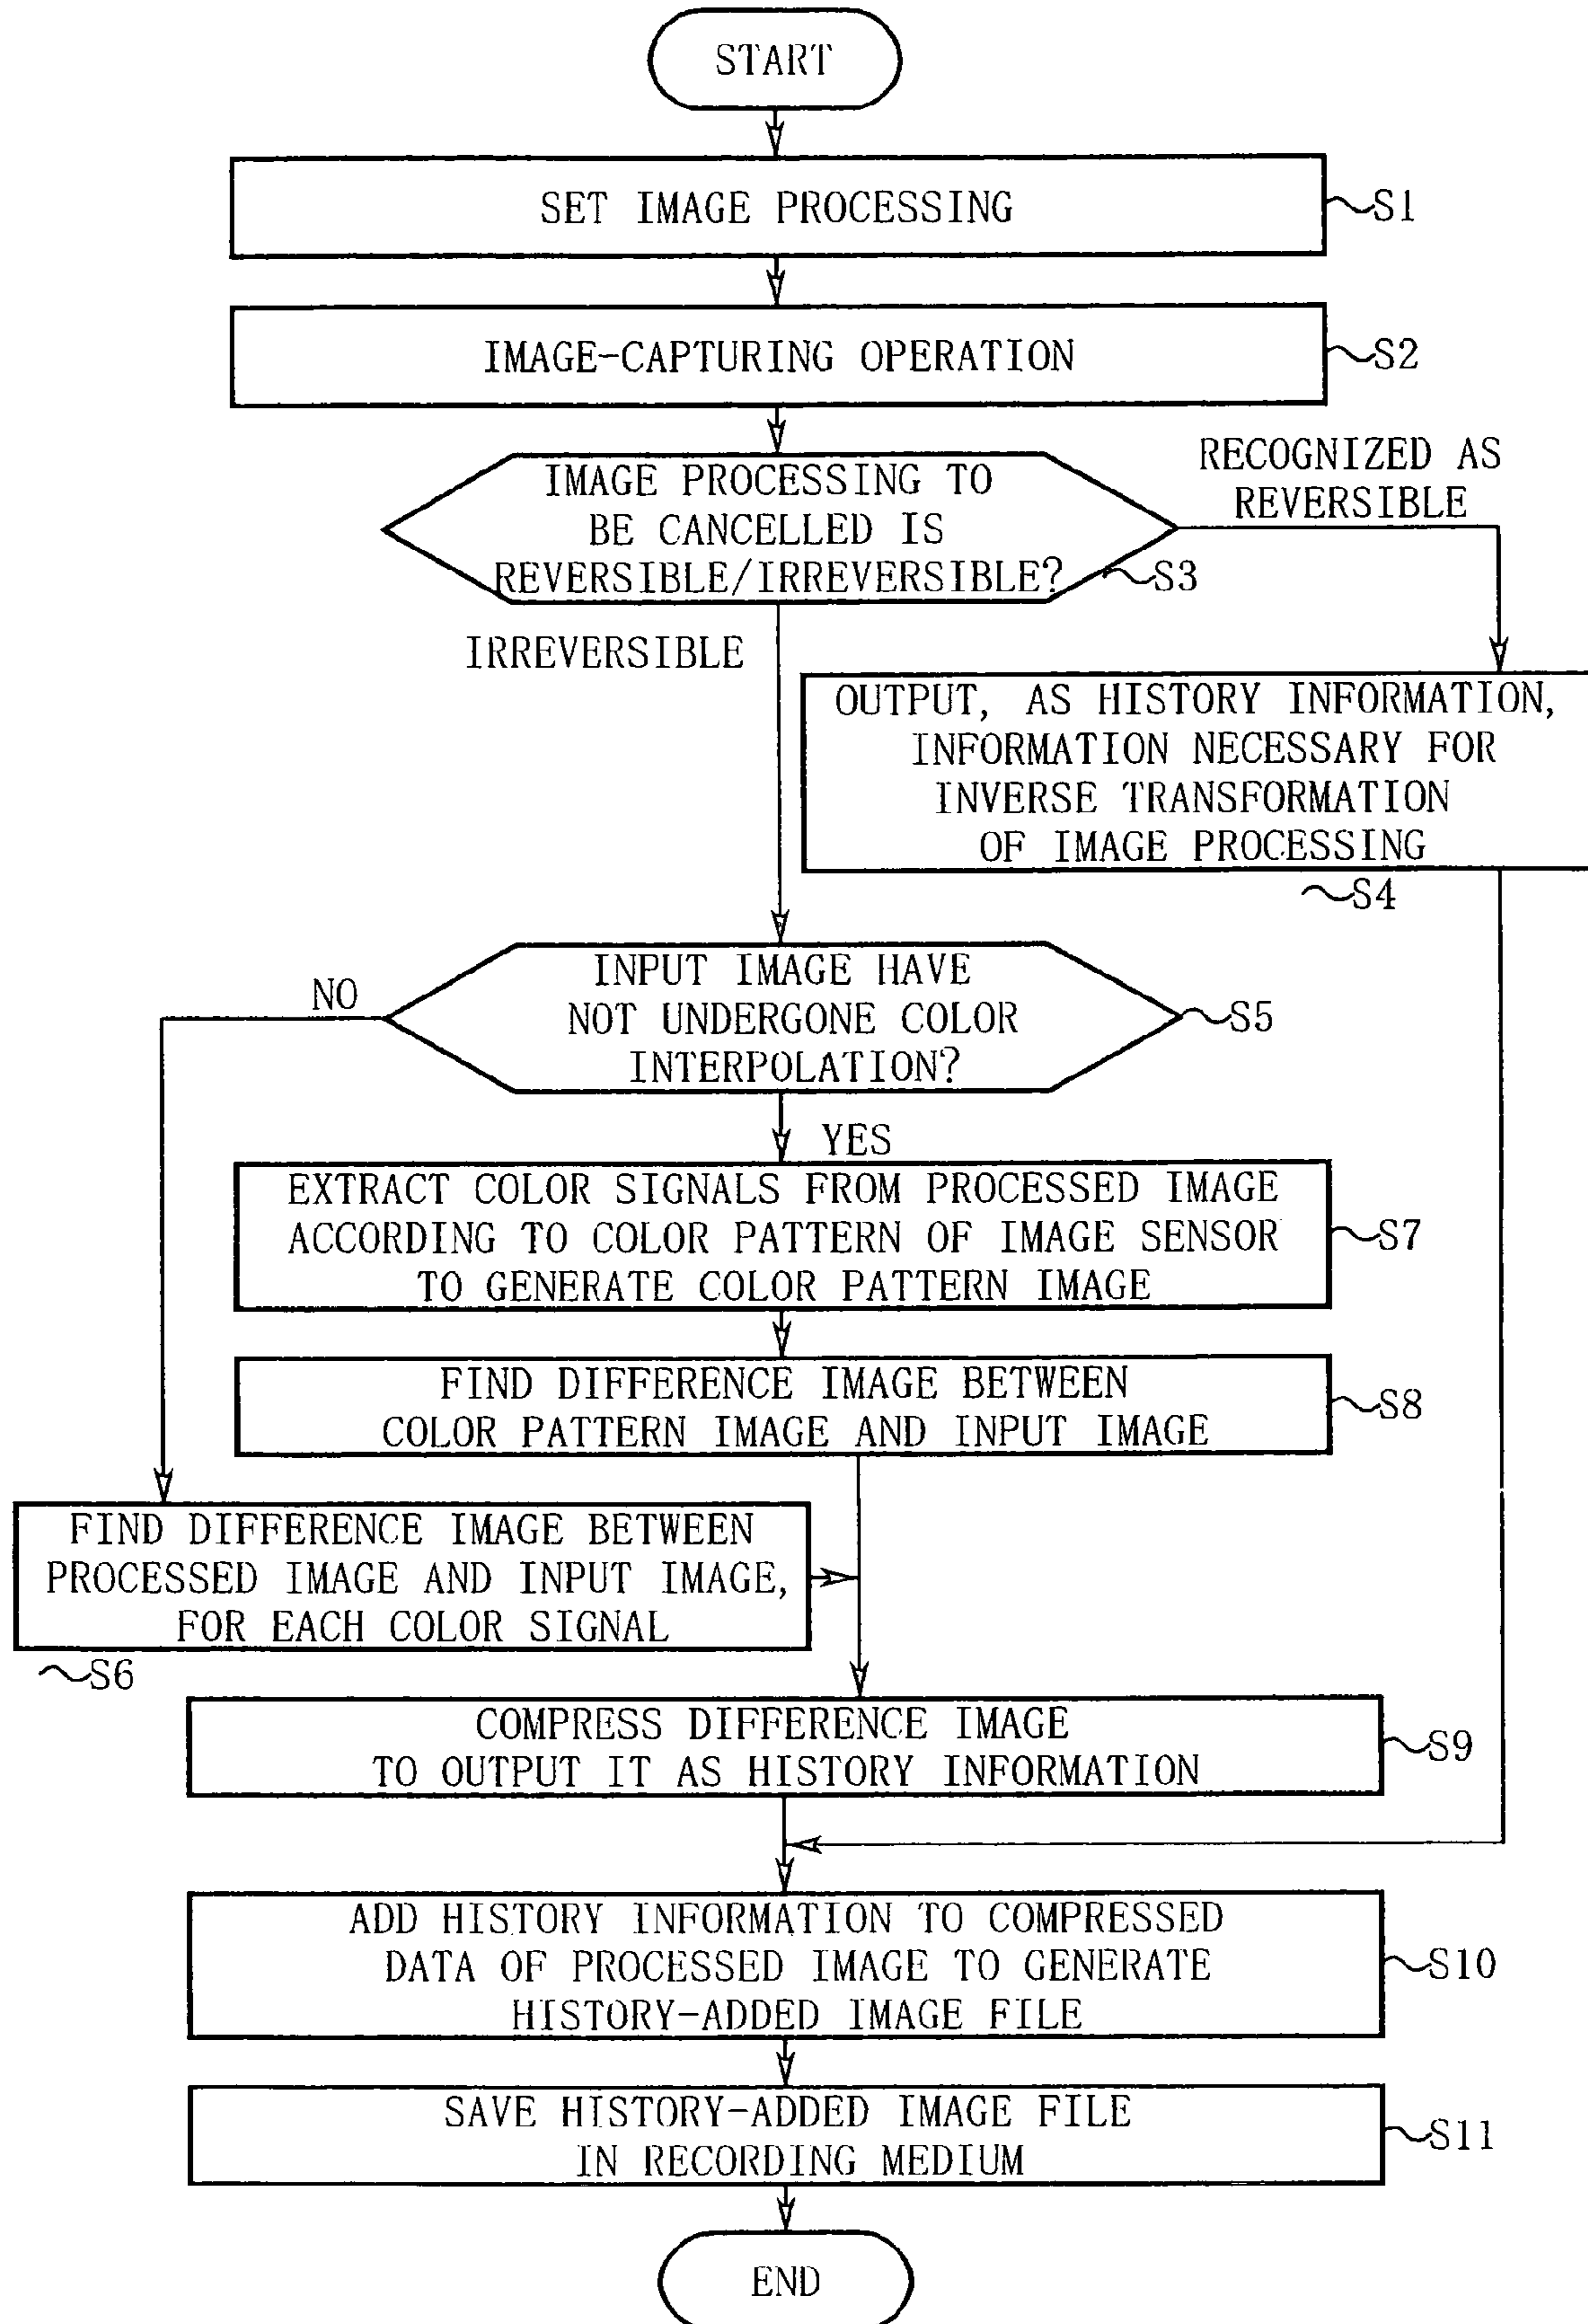 START
SET IMAGE PROCESSING
S1
IMAGE-CAPTURING OPERATION
S2
IMAGE PROCESSING TO
BE CANCELLED IS
REVERSIBLE/IRREVERSIBLE?
S3
RECOGNIZED AS
REVERSIBLE
IRREVERSIBLE
OUTPUT, AS HISTORY INFORMATION,
INFORMATION NECESSARY FOR
INVERSE TRANSFORMATION
OF IMAGE PROCESSING
S4
INPUT IMAGE HAVE
NOT UNDERGONE COLOR
INTERPOLATION?
S5
NO
YES
EXTRACT COLOR SIGNALS FROM PROCESSED IMAGE
ACCORDING TO COLOR PATTERN OF IMAGE SENSOR
TO GENERATE COLOR PATTERN IMAGE
S7
FIND DIFFERENCE IMAGE BETWEEN
COLOR PATTERN IMAGE AND INPUT IMAGE
S8
FIND DIFFERENCE IMAGE BETWEEN
PROCESSED IMAGE AND INPUT IMAGE,
FOR EACH COLOR SIGNAL
S6
COMPRESS DIFFERENCE IMAGE
TO OUTPUT IT AS HISTORY INFORMATION
S9
ADD HISTORY INFORMATION TO COMPRESSED
DATA OF PROCESSED IMAGE TO GENERATE
HISTORY-ADDED IMAGE FILE
S10
SAVE HISTORY-ADDED IMAGE FILE
IN RECORDING MEDIUM
S11
END